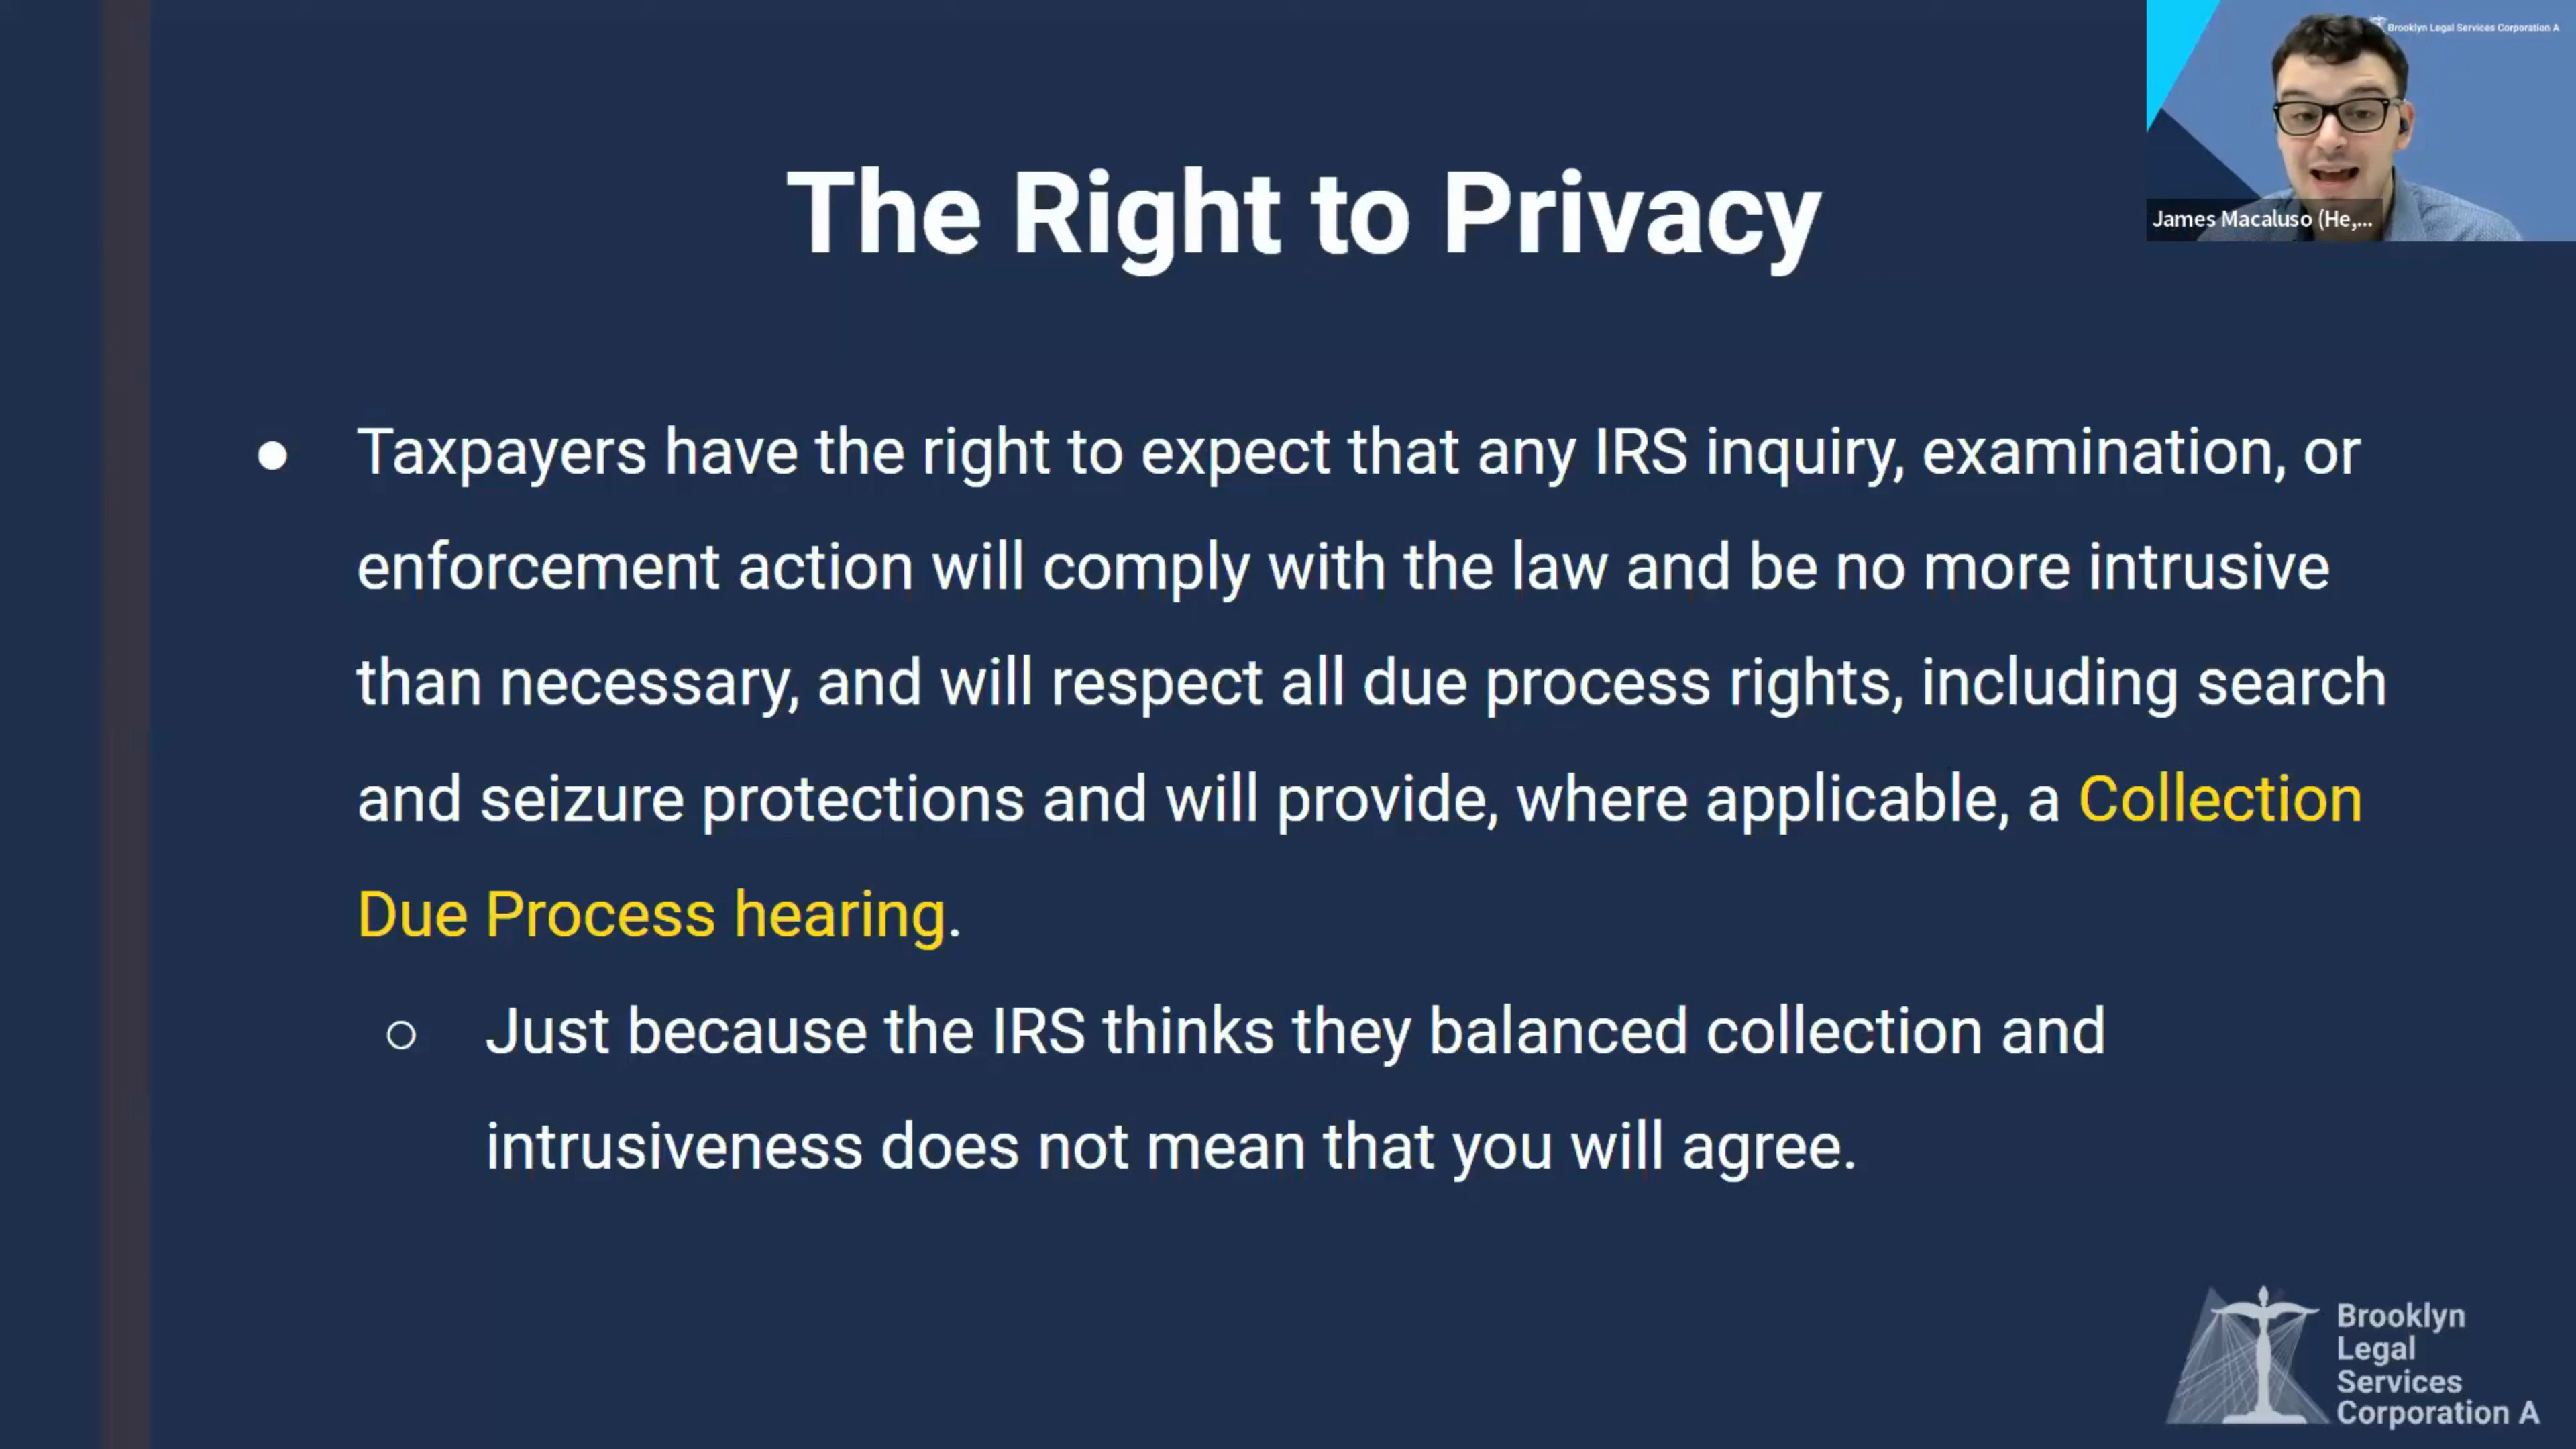 Brooklyn Legal Services Corporation A
James Macaluso (He,...
The Right to Privacy
● Taxpayers have the right to expect that any IRS inquiry, examination, or
enforcement action will comply with the law and be no more intrusive
than necessary, and will respect all due process rights, including search
and seizure protections and will provide, where applicable, a Collection
Due Process hearing.
○ Just because the IRS thinks they balanced collection and
intrusiveness does not mean that you will agree.
Brooklyn
Legal
Services
Corporation A